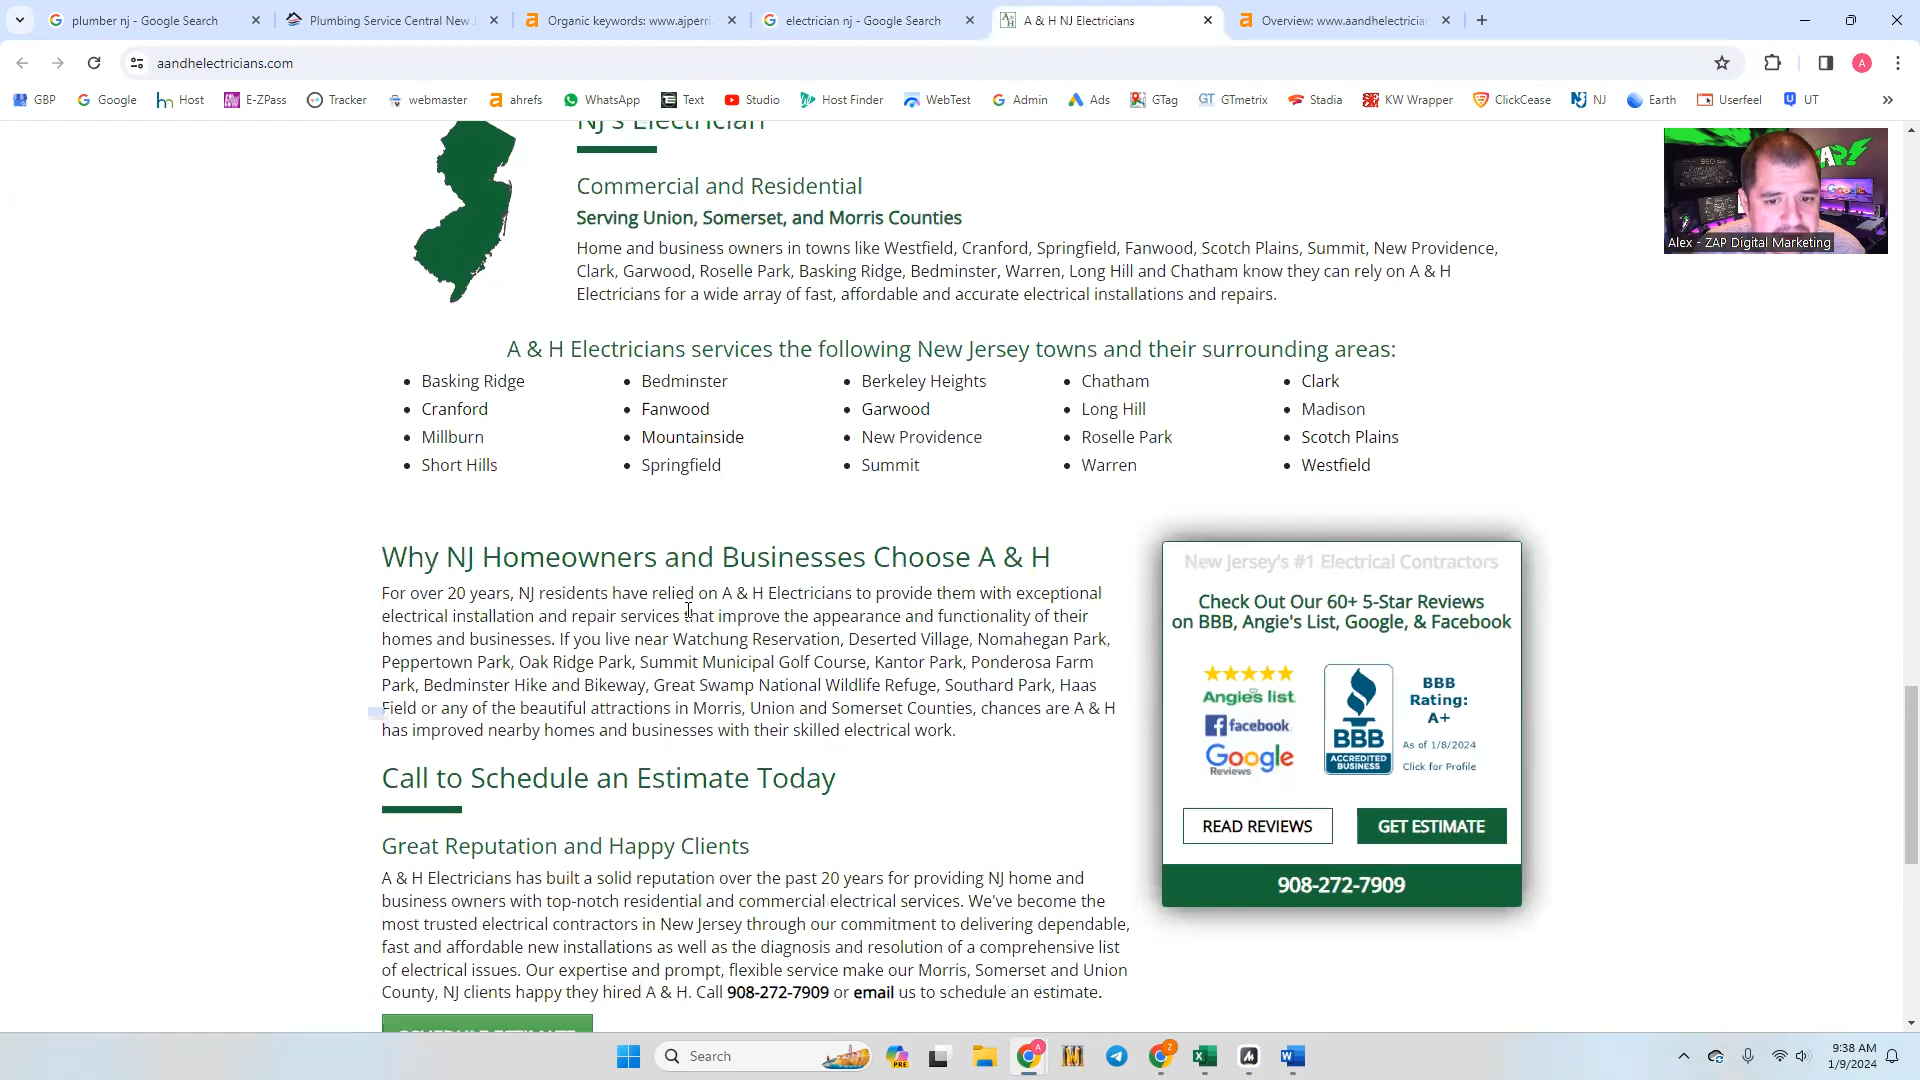 plumber nj - Google Search
Plumbing Service Central New
Organic keywords: www.ajperri.
electrician nj - Google Search
A & H NJ Electricians
Overview: www.aandhelectrician
aandhelectricians.com
A
GBP
Google
Host
E-ZPass
Tracker
webmaster
ahrefs
WhatsApp
Text
Studio
Host Finder
WebTest
Admin
Ads
GTag
GTmetrix
Stadia
KW Wrapper
ClickCease
NJ
Earth
Userfeel
UT
NJ's Electrician
Commercial and Residential
Serving Union, Somerset, and Morris Counties
Home and business owners in towns like Westfield, Cranford, Springfield, Fanwood, Scotch Plains, Summit, New Providence,
Clark, Garwood, Roselle Park, Basking Ridge, Bedminster, Warren, Long Hill and Chatham know they can rely on A & H
Electricians for a wide array of fast, affordable and accurate electrical installations and repairs.
Alex - ZAP Digital Marketing
A & H Electricians services the following New Jersey towns and their surrounding areas:
Basking Ridge
Bedminster
Berkeley Heights
Chatham
Clark
Cranford
Fanwood
Garwood
Long Hill
Madison
Millburn
Mountainside
New Providence
Roselle Park
Scotch Plains
Short Hills
Springfield
Summit
Warren
Westfield
Why NJ Homeowners and Businesses Choose A & H
For over 20 years, NJ residents have relied on A & H Electricians to provide them with exceptional
electrical installation and repair services that improve the appearance and functionality of their
homes and businesses. If you live near Watchung Reservation, Deserted Village, Nomahegan Park,
Peppertown Park, Oak Ridge Park, Summit Municipal Golf Course, Kantor Park, Ponderosa Farm
Park, Bedminster Hike and Bikeway, Great Swamp National Wildlife Refuge, Southard Park, Haas
Field or any of the beautiful attractions in Morris, Union and Somerset Counties, chances are A & H
has improved nearby homes and businesses with their skilled electrical work.
Call to Schedule an Estimate Today
Great Reputation and Happy Clients
A & H Electricians has built a solid reputation over the past 20 years for providing NJ home and
business owners with top-notch residential and commercial electrical services. We've become the
most trusted electrical contractors in New Jersey through our commitment to delivering dependable,
fast and affordable new installations as well as the diagnosis and resolution of a comprehensive list
of electrical issues. Our expertise and prompt, flexible service make our Morris, Somerset and Union
County, NJ clients happy they hired A & H. Call 908-272-7909 or email us to schedule an estimate.
SCHEDULE ESTIMATE
New Jersey's #1 Electrical Contractors
Check Out Our 60+ 5-Star Reviews
on BBB, Angie's List, Google, & Facebook
Angie's list
facebook
Google
Reviews
BBB
ACCREDITED
BUSINESS
BBB
Rating:
A+
As of 1/8/2024
Click for Profile
READ REVIEWS
GET ESTIMATE
908-272-7909
Search
PRE
9:38 AM
1/9/2024